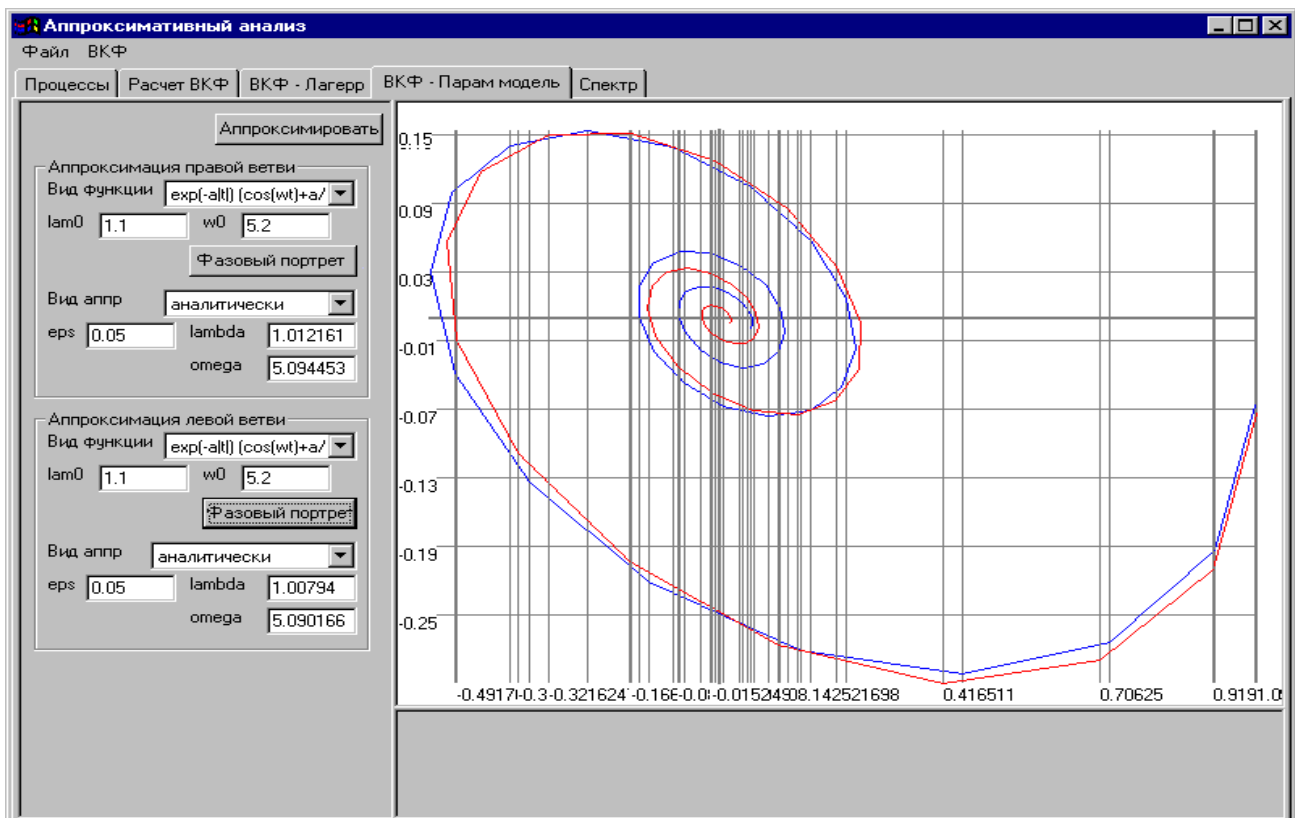 Аппроксимативный анализ
Файл ВКФ
Процессы Расчет ВКФ ВКФ - Лагерр ВКФ - Парам модель Спектр
Аппроксимировать
Аппроксимация правой ветви
Вид функции exp(-a|t|) (cos(wt)+a/
lam0 1.1 w0 5.2
Фазовый портрет
Вид аппр аналитически
eps 0.05 lambda 1.012161
omega 5.094453
Аппроксимация левой ветви
Вид функции exp(-a|t|) (cos(wt)+a/
lam0 1.1 w0 5.2
Фазовый портрет
Вид аппр аналитически
eps 0.05 lambda 1.00794
omega 5.090166
0.15
0.09
0.03
-0.01
-0.07
-0.13
-0.19
-0.25
0.416511 0.70625